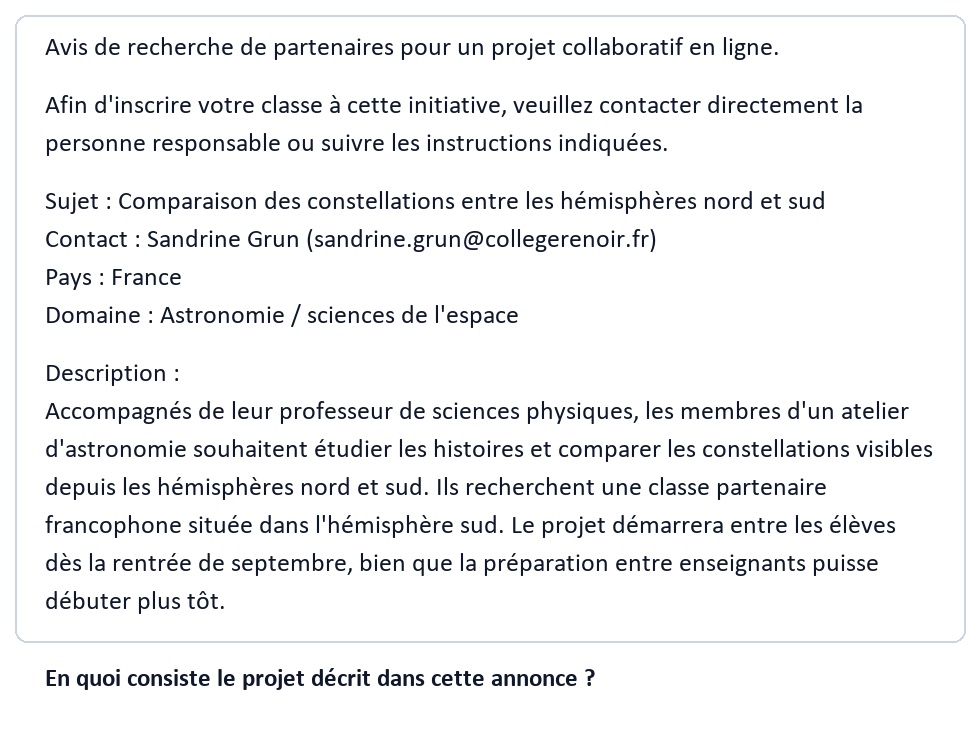 Avis de recherche de partenaires pour un projet collaboratif en ligne.
Afin d'inscrire votre classe à cette initiative, veuillez contacter directement la
personne responsable ou suivre les instructions indiquées.
Sujet : Comparaison des constellations entre les hémisphères nord et sud
Contact : Sandrine Grun (sandrine.grun@collegerenoir.fr)
Pays : France
Domaine : Astronomie / sciences de l'espace
Description :
Accompagnés de leur professeur de sciences physiques, les membres d'un atelier
d'astronomie souhaitent étudier les histoires et comparer les constellations visibles
depuis les hémisphères nord et sud. Ils recherchent une classe partenaire
francophone située dans l'hémisphère sud. Le projet démarrera entre les élèves
dès la rentrée de septembre, bien que la préparation entre enseignants puisse
débuter plus tôt.
En quoi consiste le projet décrit dans cette annonce ?